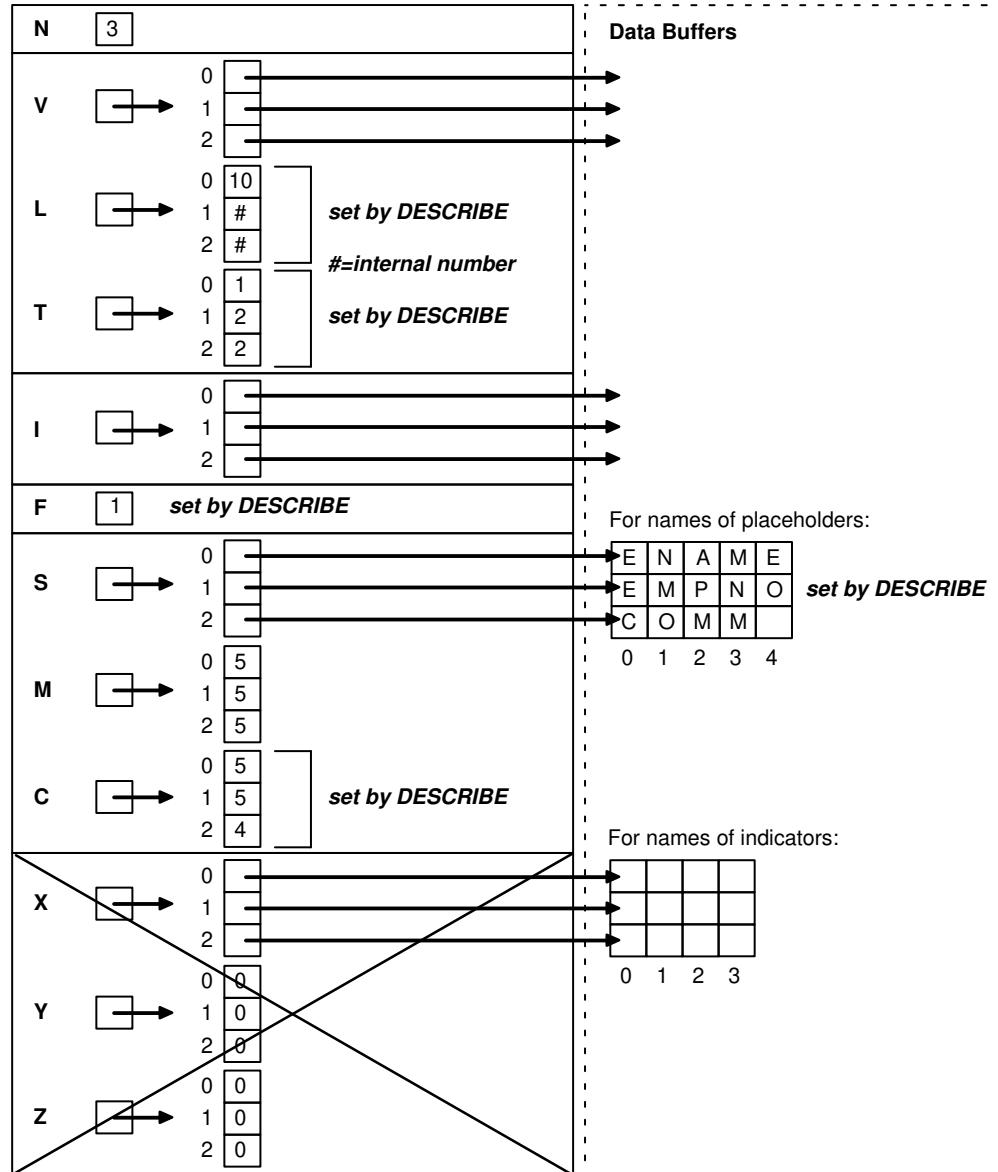 N 3
Data Buffers
V
0
1
2
L
0 10
1 # set by DESCRIBE
2 #
#=internal number
T
0 1
1 2 set by DESCRIBE
2 2
I
0
1
2
F 1 set by DESCRIBE
For names of placeholders:
S
0
1
2
E N A M E
E M P N O set by DESCRIBE
C O M M
0 1 2 3 4
M
0 5
1 5
2 5
C
0 5
1 5 set by DESCRIBE
2 4
For names of indicators:
X
0
1
2
0 1 2 3
Y
0 0
1 0
2 0
Z
0 0
1 0
2 0